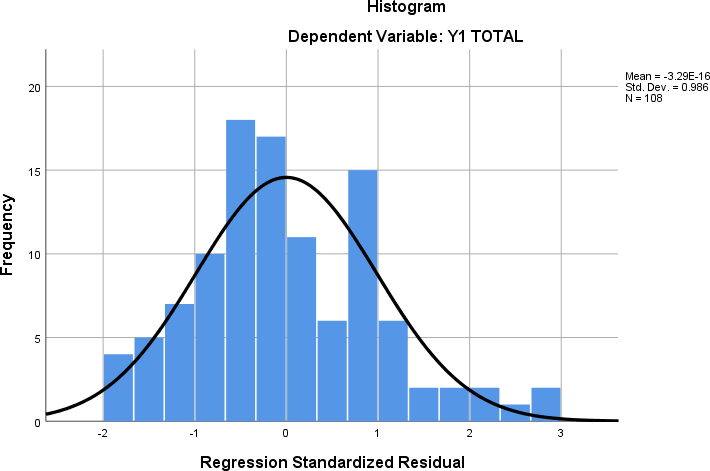 Histogram
Dependent Variable: Y1 TOTAL
Mean = -3.29E-16
Std. Dev. = 0.986
N = 108
Frequency
20
15
10
5
0
-2 -1 0 1 2 3
Regression Standardized Residual